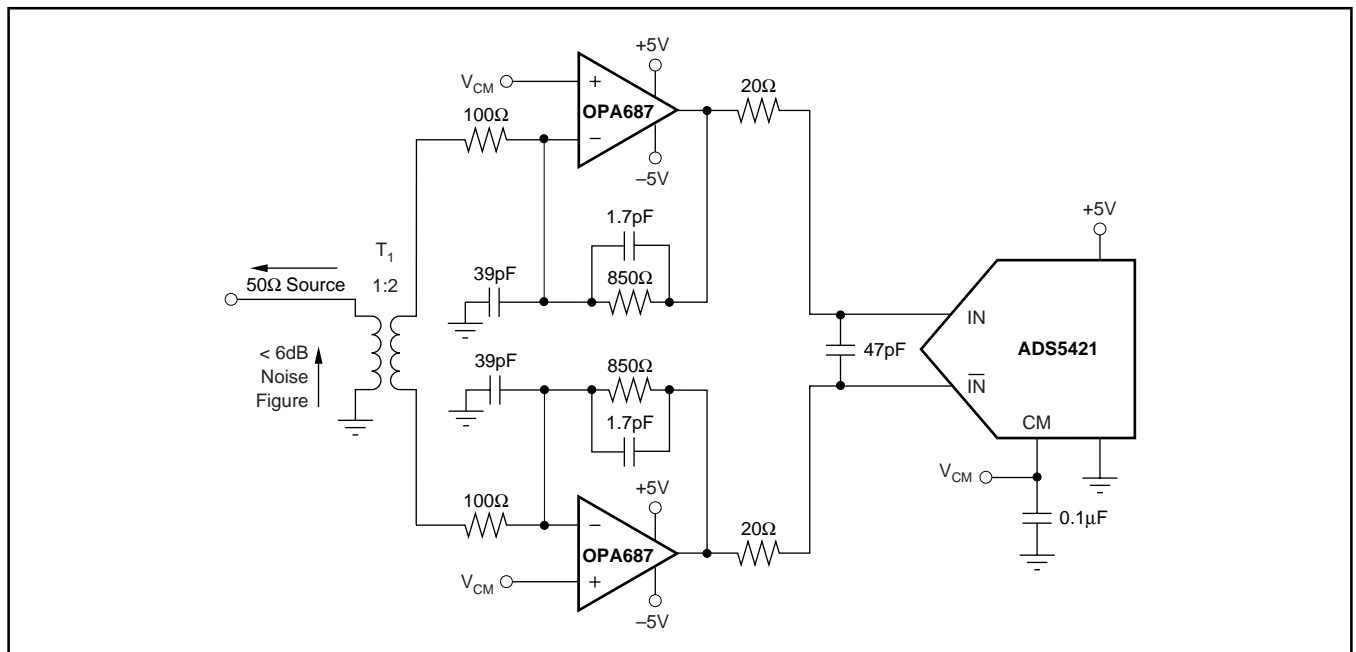 +5V
V_CM
+
OPA687
20Ω
100Ω
−
–5V
+5V
1.7pF
T_1
39pF
850Ω
50Ω Source
1:2
IN
47pF
ADS5421
< 6dB
Noise
Figure
39pF
850Ω
IN
1.7pF
CM
V_CM
+5V
100Ω
−
20Ω
0.1µF
OPA687
V_CM
+
–5V